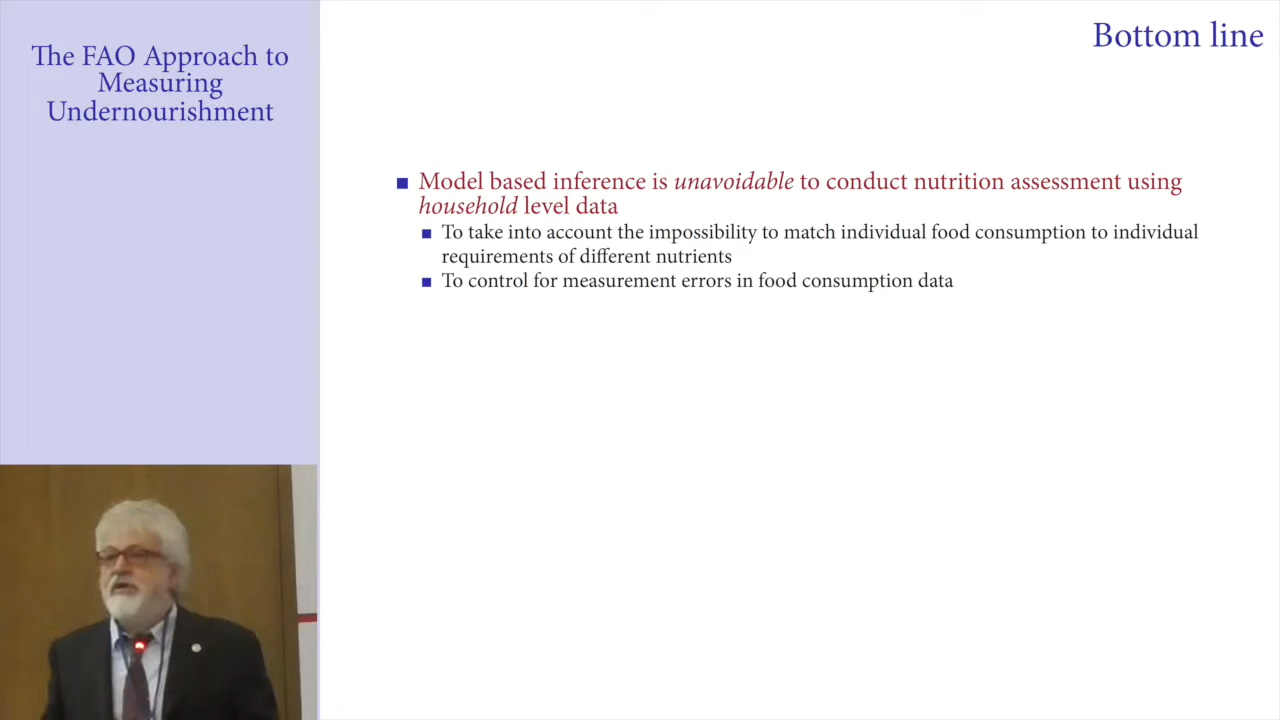 The FAO Approach to
Measuring
Undernourishment
Bottom line
Model based inference is unavoidable to conduct nutrition assessment using
household level data
To take into account the impossibility to match individual food consumption to individual
requirements of different nutrients
To control for measurement errors in food consumption data